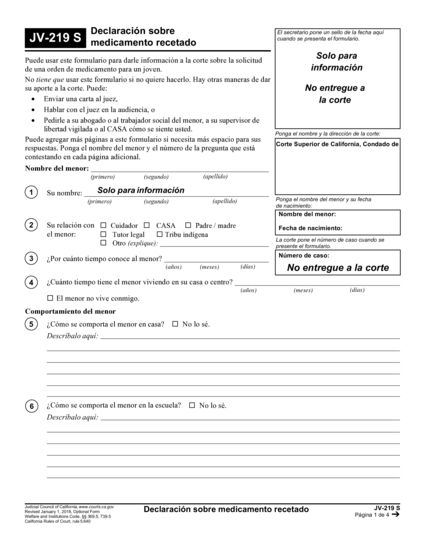 JV-219 S
Declaración sobre
medicamento recetado
El secretario pone un sello de la fecha aquí
cuando se presenta el formulario.
Solo para
información
No entregue a
la corte
Puede usar este formulario para darle información a la corte sobre la solicitud
de una orden de medicamento para un joven.
No tiene que usar este formulario si no quiere hacerlo. Hay otras maneras de dar
su aporte a la corte. Puede:
• Enviar una carta al juez,
• Hablar con el juez en la audiencia, o
• Pedirle a su abogado o al trabajador social del menor, a su supervisor de
libertad vigilada o al CASA cómo se siente usted.
Puede agregar más páginas a este formulario si necesita más espacio para sus
respuestas. Ponga el nombre del menor y el número de la pregunta que está
contestando en cada página adicional.
Ponga el nombre y la dirección de la corte:
Corte Superior de California, Condado de
Nombre del menor:
(primero) (segundo) (apellido)
1 Su nombre: Solo para información
(primero) (segundo) (apellido)
Ponga el nombre del menor y su fecha
de nacimiento:
Nombre del menor:
Fecha de nacimiento:
La corte pone el número de caso cuando se
presente el formulario.
Número de caso:
No entregue a la corte
2 Su relación con ☐ Cuidador ☐ CASA ☐ Padre / madre
el menor: ☐ Tutor legal ☐ Tribu indígena
☐ Otro (explique):
3 ¿Por cuánto tiempo conoce al menor?
(años) (meses) (días)
4 ¿Cuánto tiempo tiene el menor viviendo en su casa o centro?
(años) (meses) (días)
☐ El menor no vive conmigo.
Comportamiento del menor
5 ¿Cómo se comporta el menor en casa? ☐ No lo sé.
Descríbalo aquí:
6 ¿Cómo se comporta el menor en la escuela? ☐ No lo sé.
Descríbalo aquí:
Judicial Council of California, www.courts.ca.gov
Revised January 1, 2018, Optional Form
Welfare and Institutions Code, §§ 369.5, 739.5
California Rules of Court, rule 5.640
Declaración sobre medicamento recetado
JV-219 S
Página 1 de 4 →